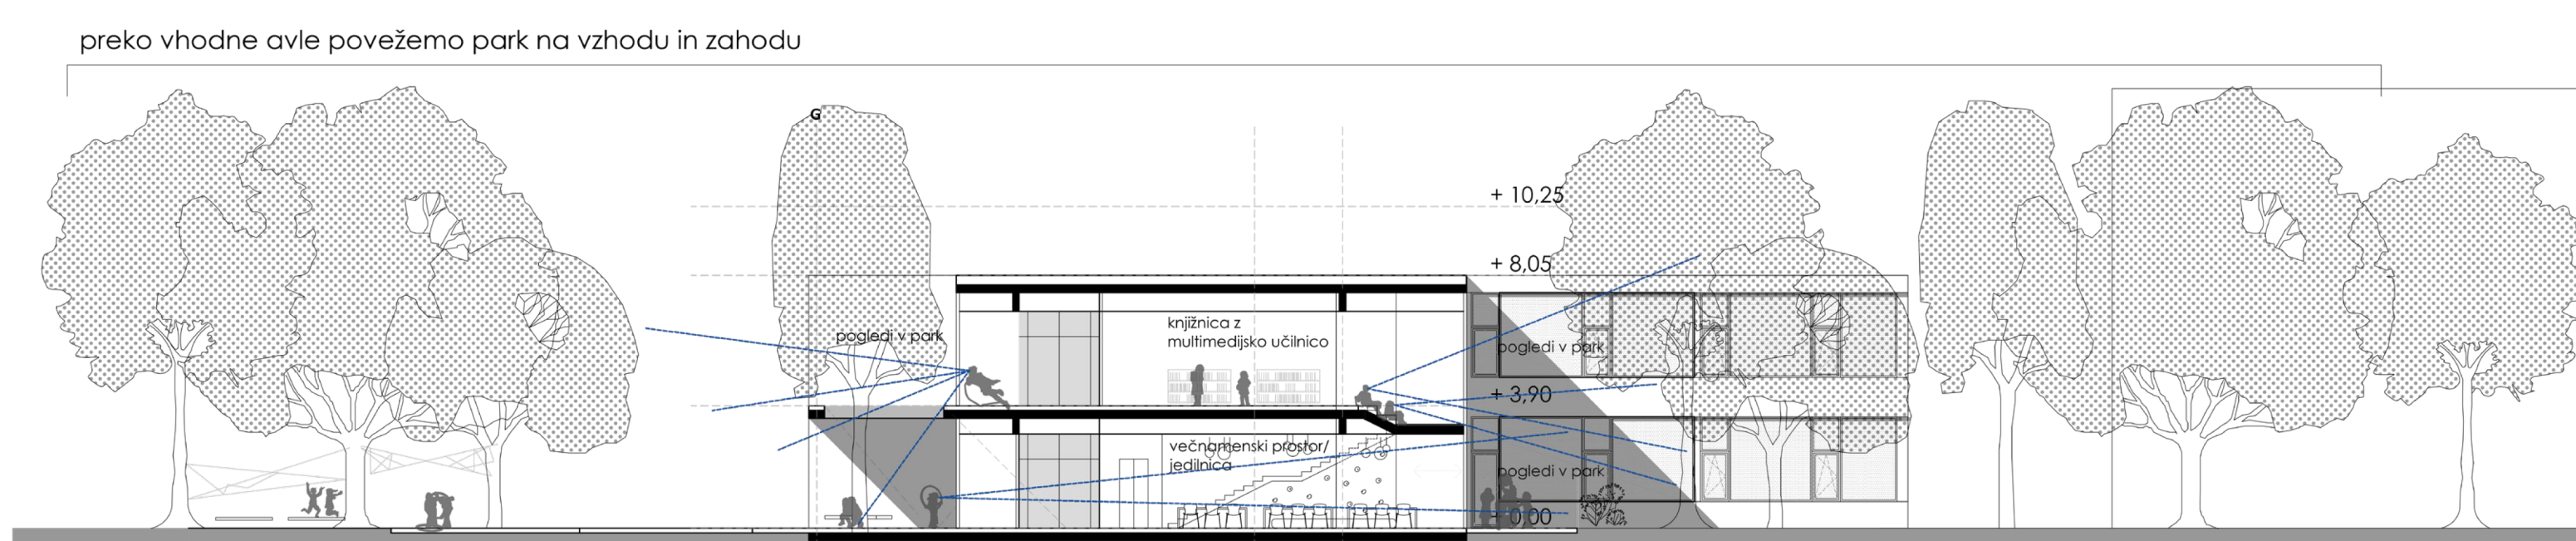 preko vhodne avle povežemo park na vzhodu in zahodu
G
+ 10,25
+ 8,05
knjižnica z
multimedijsko učilnico
pogledi v park
pogledi v park
+ 3,90
večnamenski prostor/
jedilnica
pogledi v park
+ 0,00